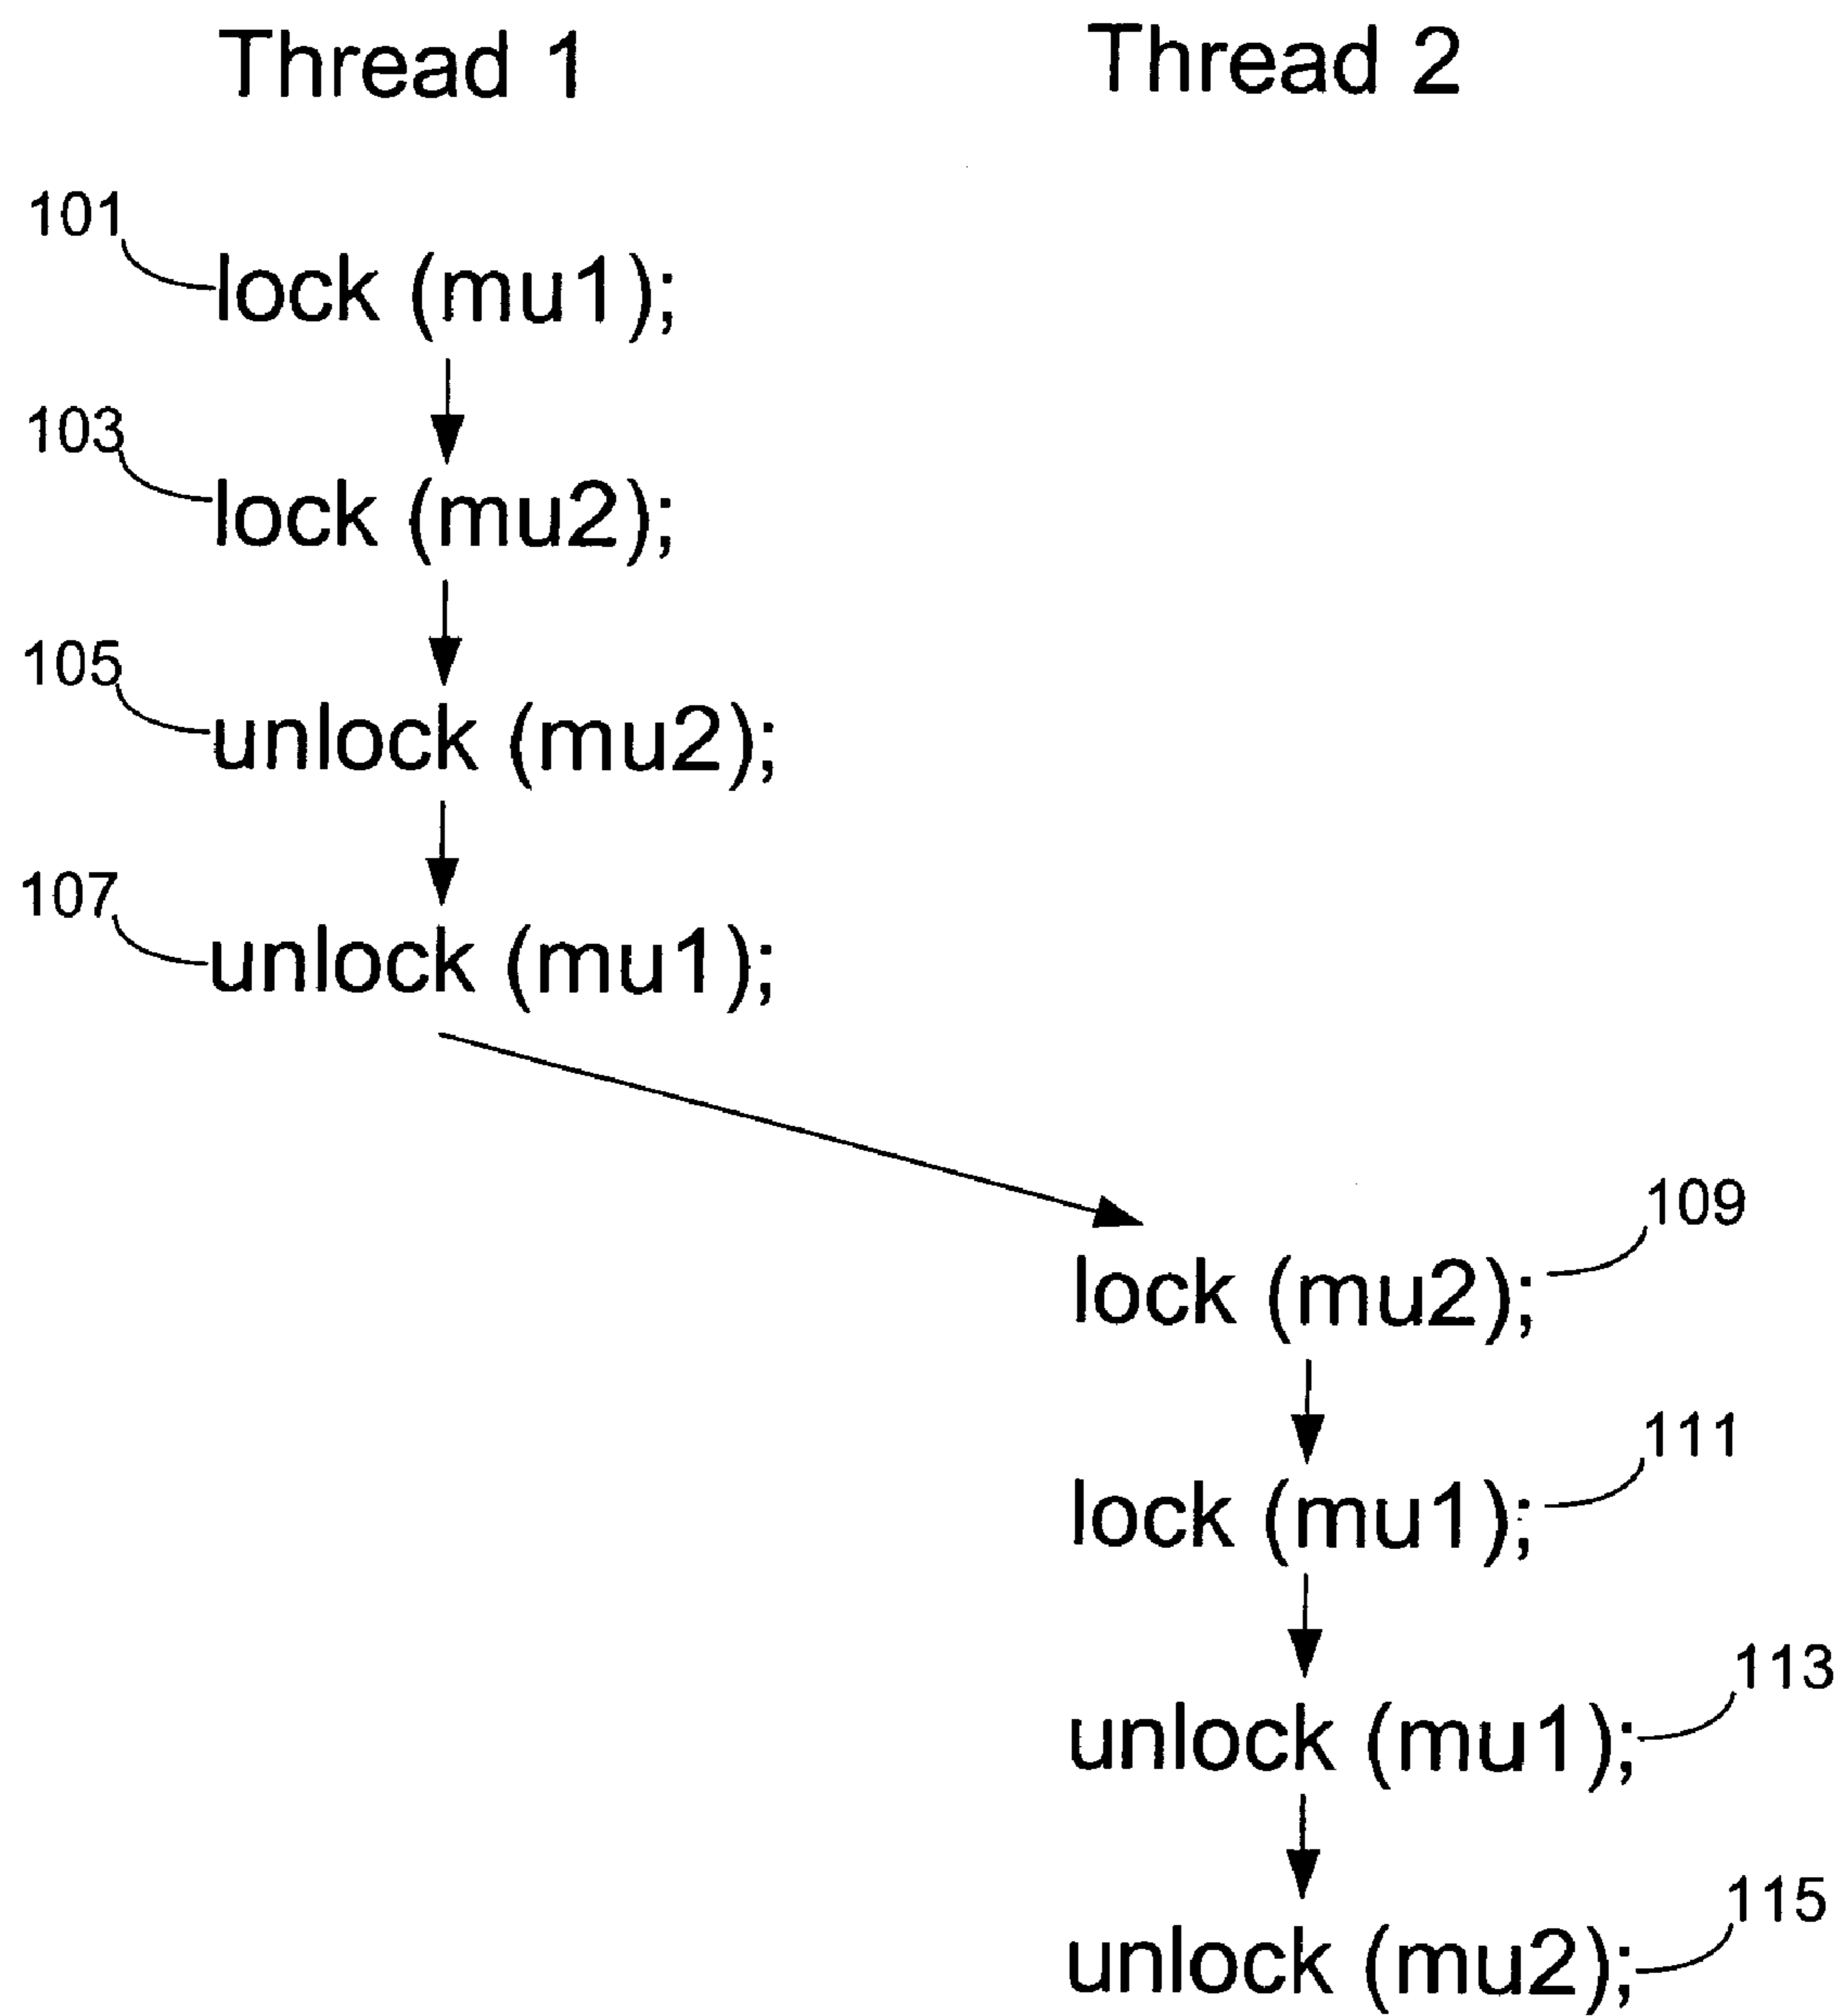 Thread 1
Thread 2
101
lock (mu1);
103
lock (mu2);
105
unlock (mu2);
107
unlock (mu1);
109
lock (mu2);
111
lock (mu1);
113
unlock (mu1);
115
unlock (mu2);